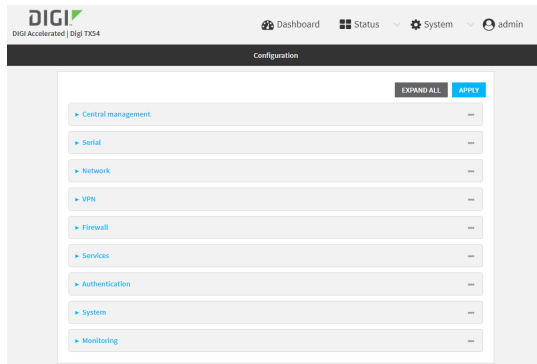 DIGI
DIGI Accelerated | Digi TX54
Dashboard
Status
System
admin
Configuration
EXPAND ALL
APPLY
Central management
Serial
Network
VPN
Firewall
Services
Authentication
System
Monitoring